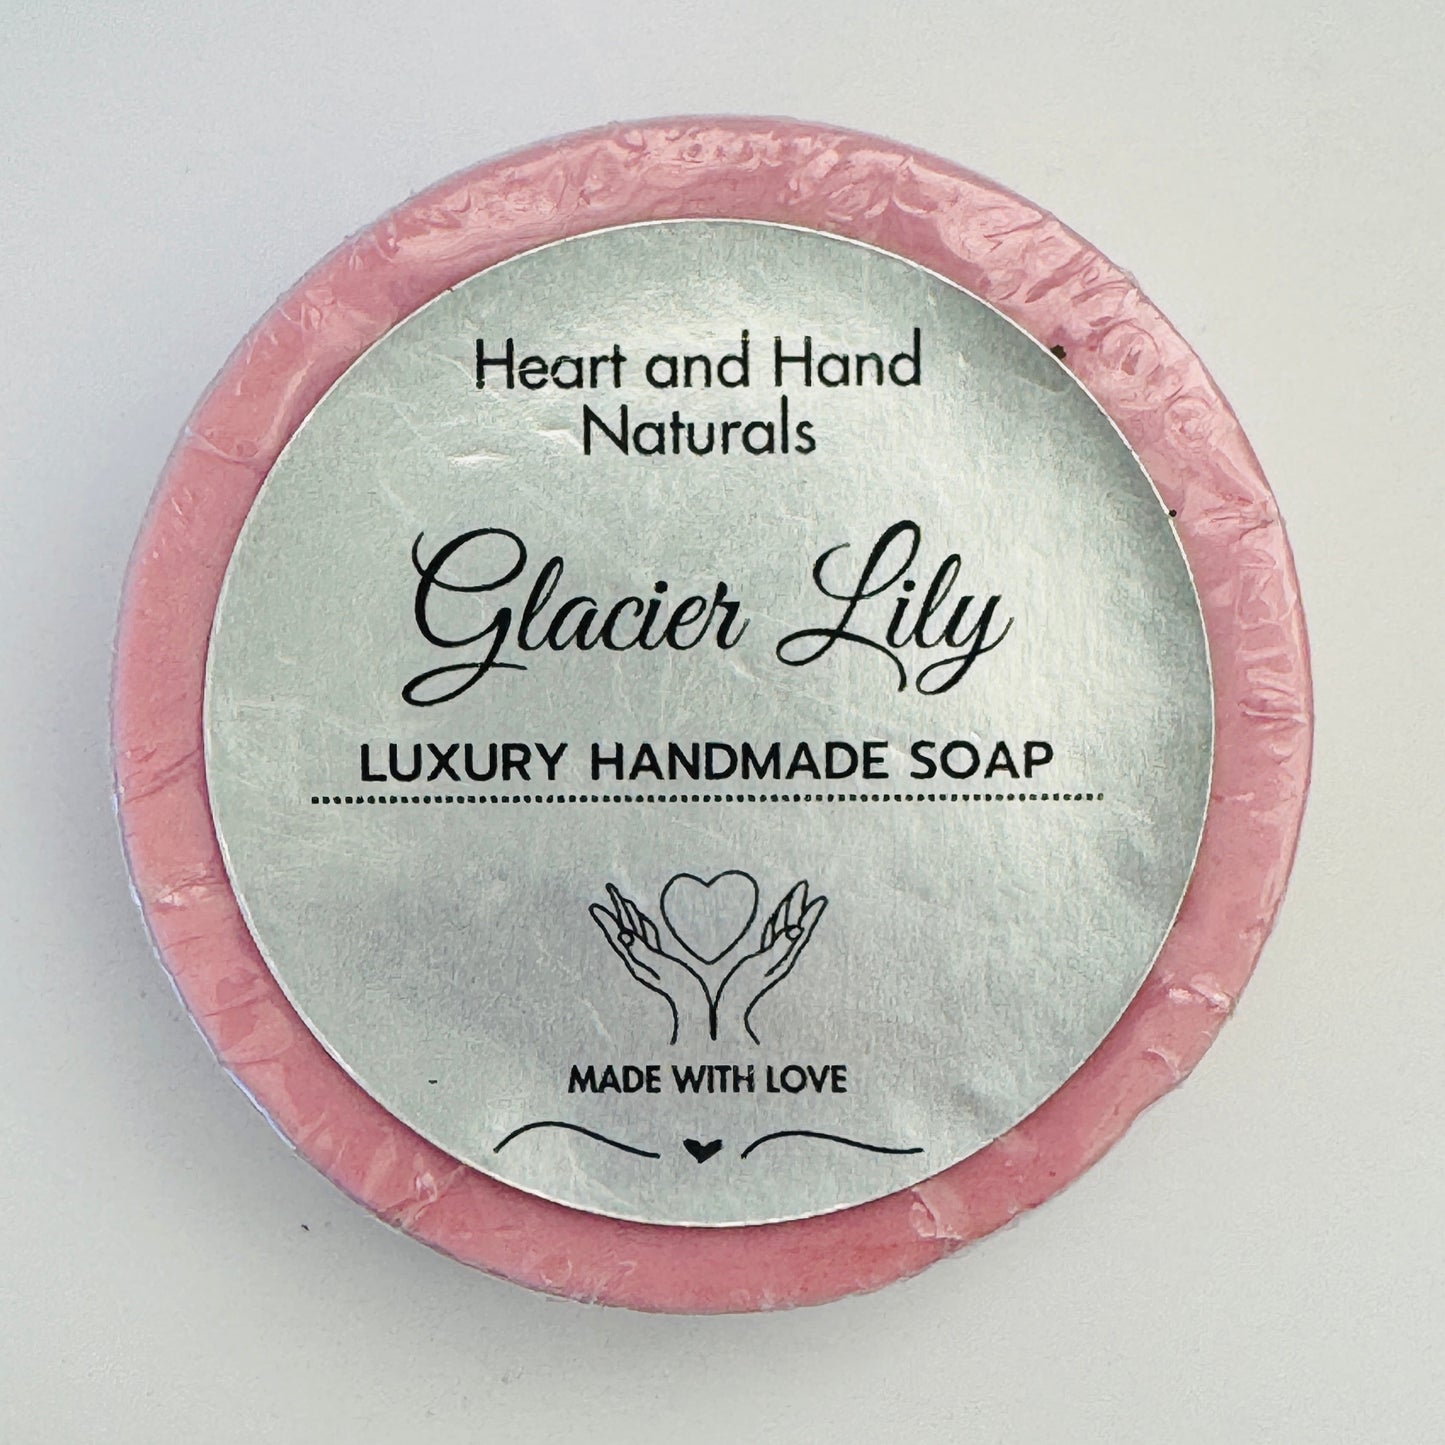 Heart and Hand
Naturals
Glacier Lily
LUXURY HANDMADE SOAP
MADE WITH LOVE